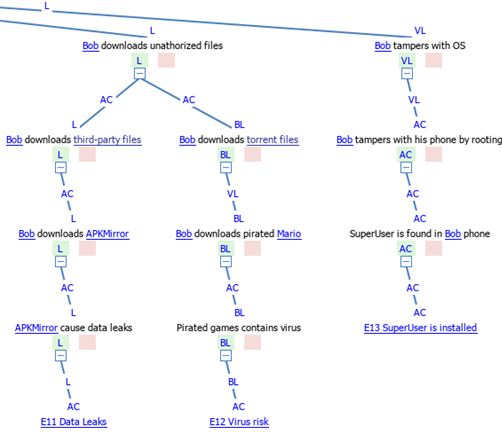 L
L VL
Bob downloads unathorized files Bob tampers with OS
L VL
AC AC VL
L BL AC
Bob downloads third-party files Bob downloads torrent files Bob tampers with his phone by rooting
L BL AC
AC VL AC
L BL AC
Bob downloads APKMirror Bob downloads pirated Mario SuperUser is found in Bob phone
L BL AC
AC AC AC
L BL AC
APKMirror cause data leaks Pirated games contains virus E13 SuperUser is installed
L BL
L BL
AC AC
E11 Data Leaks E12 Virus risk